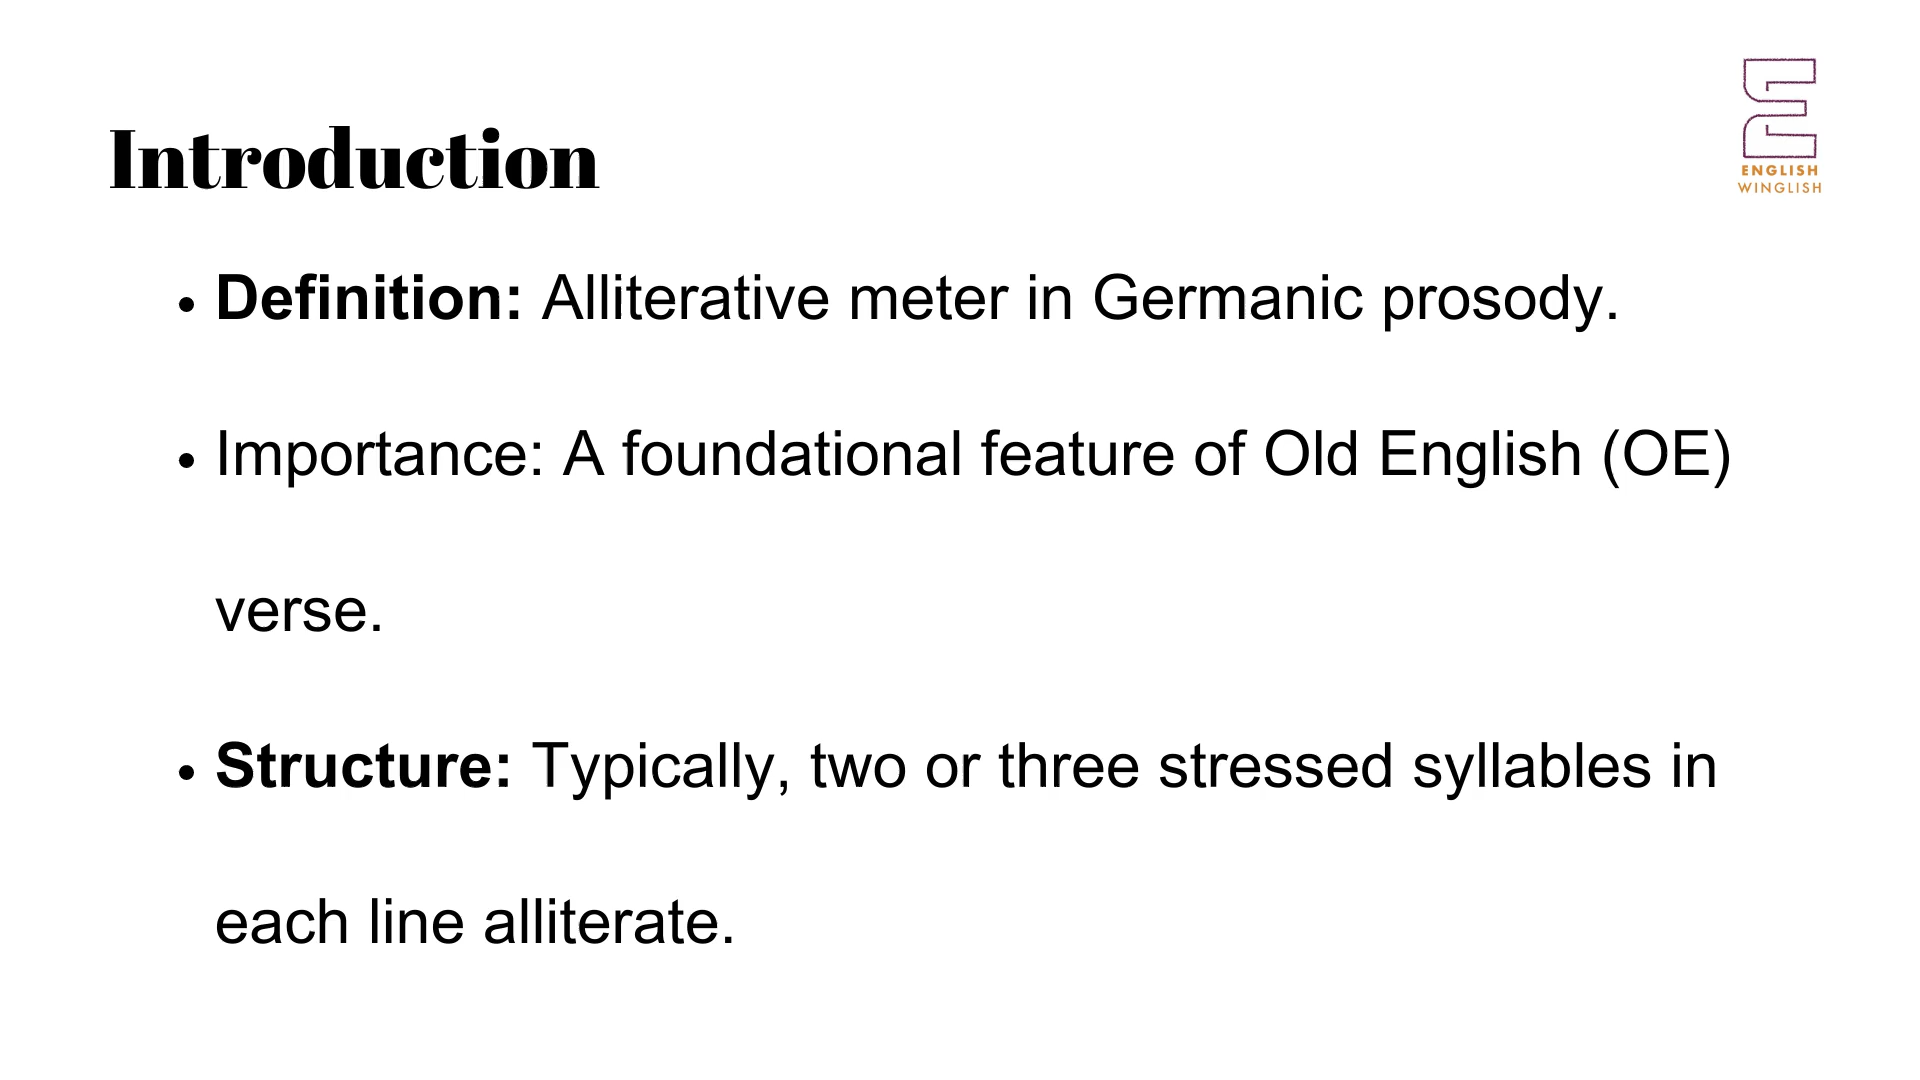 Introduction
ENGLISH
WINGLISH
• Definition: Alliterative meter in Germanic prosody.
• Importance: A foundational feature of Old English (OE)
verse.
• Structure: Typically, two or three stressed syllables in
each line alliterate.